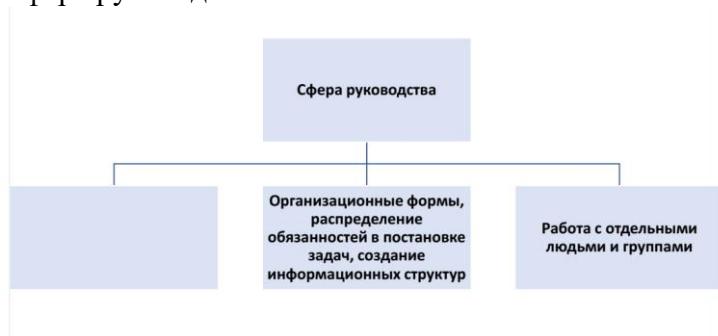 Сфера руководства
Организационные формы,
распределение
обязанностей в постановке
задач, создание
информационных структур
Работа с отдельными
людьми и группами